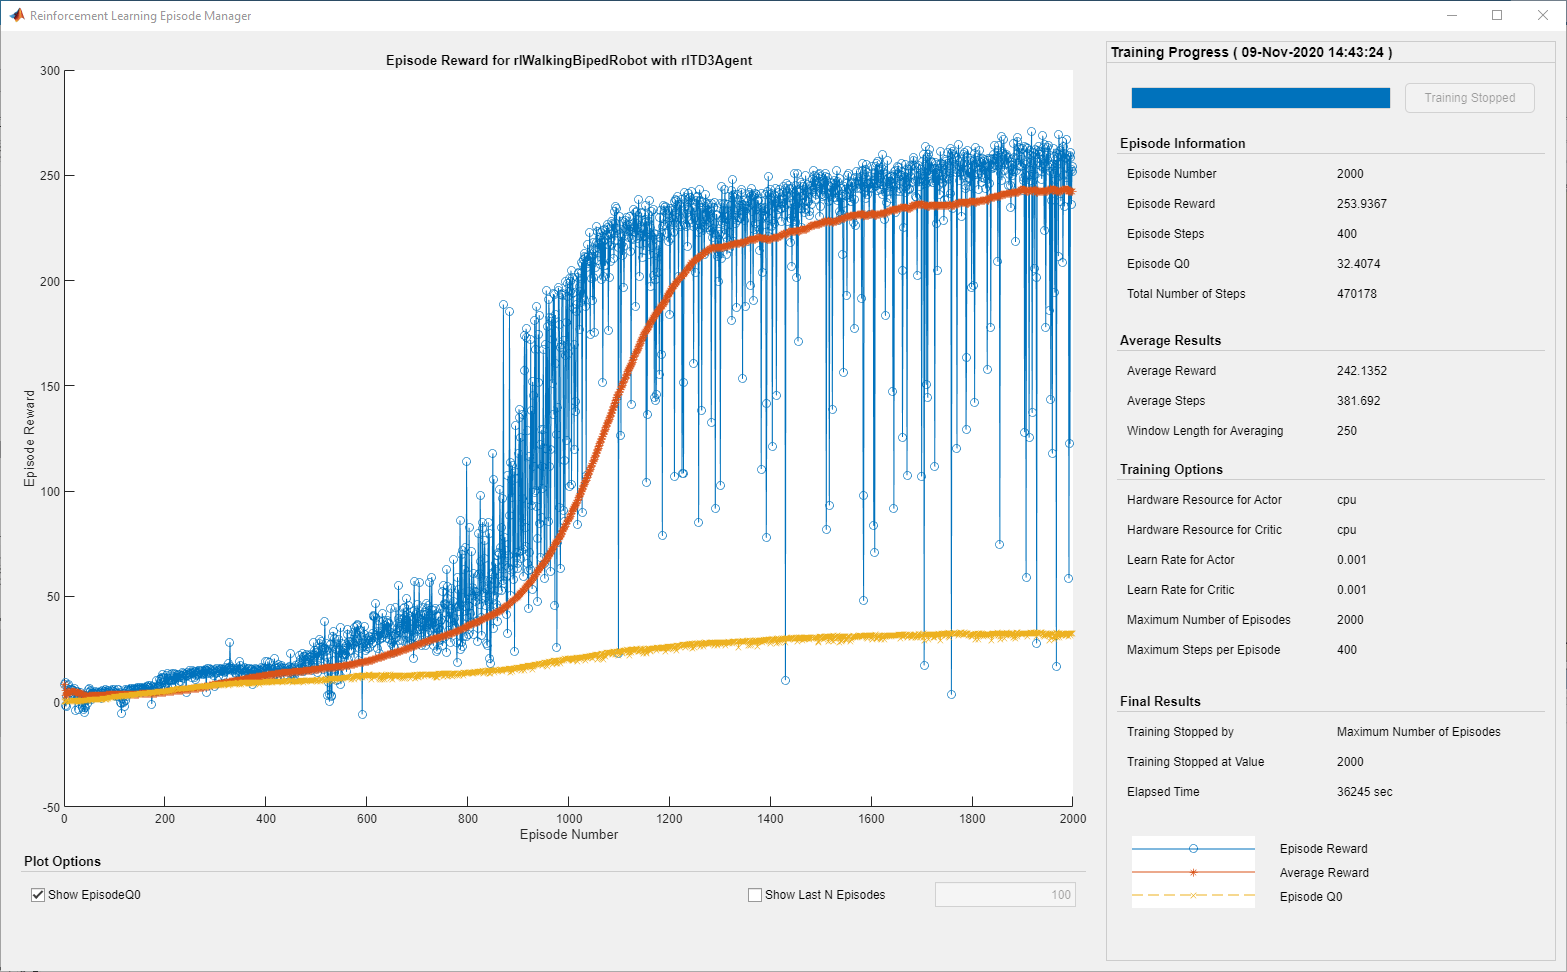 Reinforcement Learning Episode Manager
Episode Reward for rlWalkingBipedRobot with rlTD3Agent
300
250
200
150
100
50
0
-50
Episode Reward
0 200 400 600 800 1000 1200 1400 1600 1800 2000
Episode Number
Plot Options
Show EpisodeQ0
Show Last N Episodes 100
Training Progress ( 09-Nov-2020 14:43:24 )
Training Stopped
Episode Information
Episode Number 2000
Episode Reward 253.9367
Episode Steps 400
Episode Q0 32.4074
Total Number of Steps 470178
Average Results
Average Reward 242.1352
Average Steps 381.692
Window Length for Averaging 250
Training Options
Hardware Resource for Actor cpu
Hardware Resource for Critic cpu
Learn Rate for Actor 0.001
Learn Rate for Critic 0.001
Maximum Number of Episodes 2000
Maximum Steps per Episode 400
Final Results
Training Stopped by Maximum Number of Episodes
Training Stopped at Value 2000
Elapsed Time 36245 sec
Episode Reward
Average Reward
Episode Q0